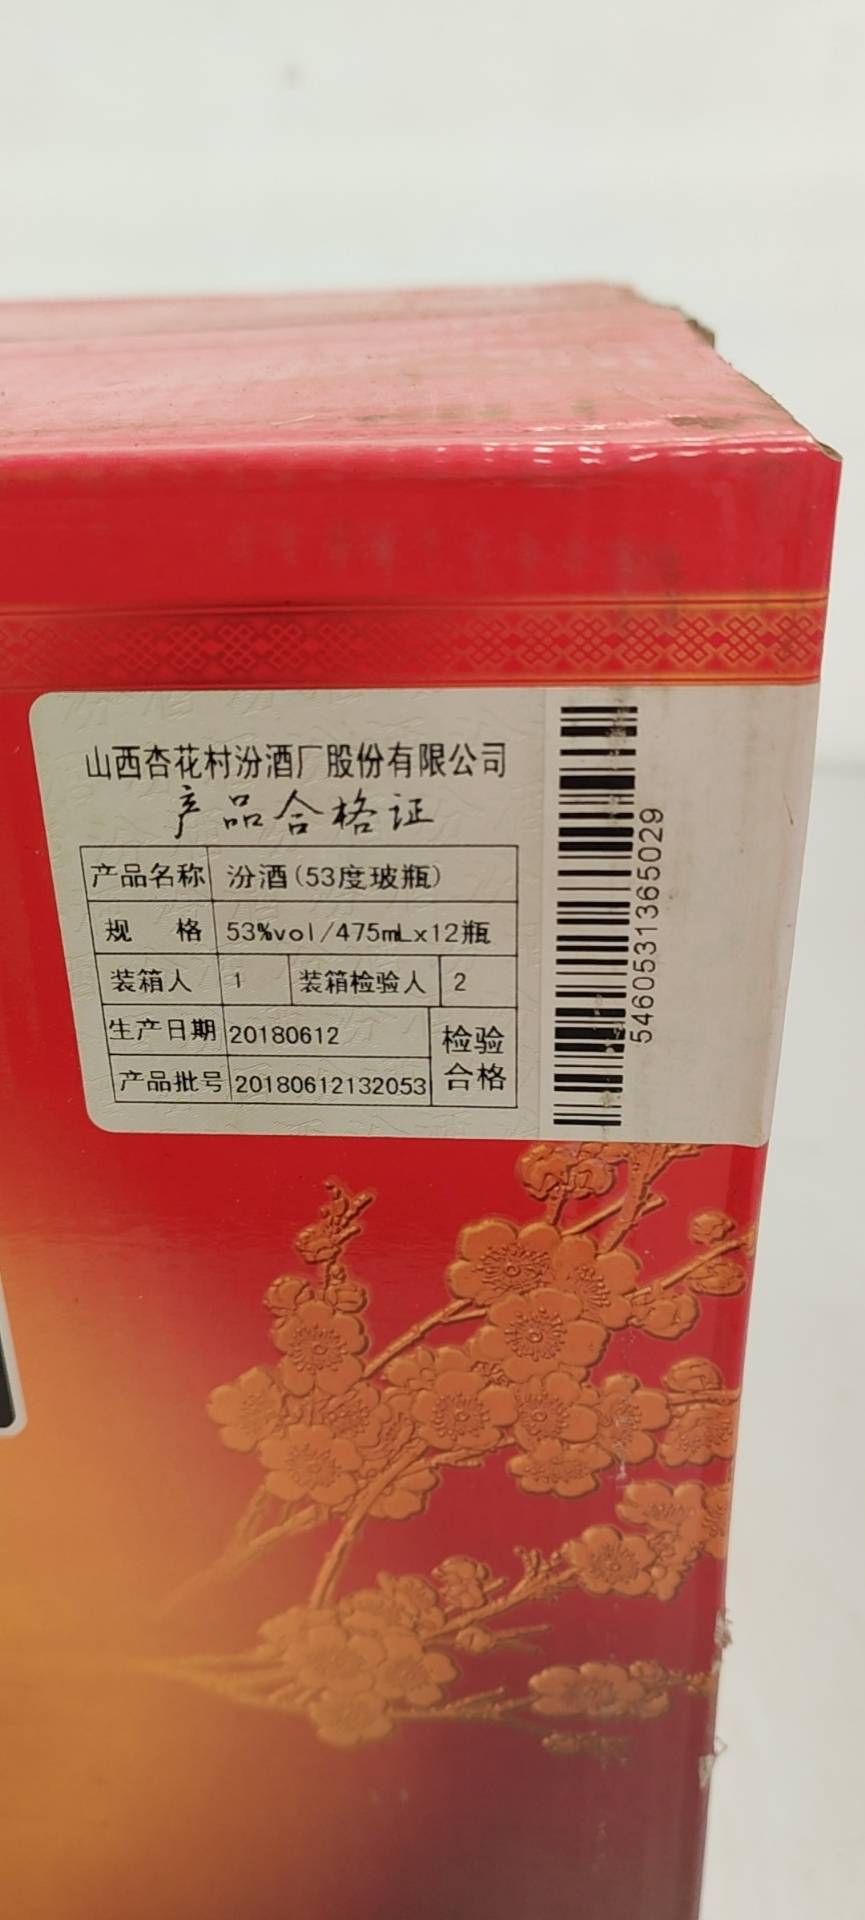 山西杏花村汾酒厂股份有限公司
产品合格证
产品名称 汾酒(53度玻瓶)
规 格 53%vol/475mLx12瓶
装箱人 1 装箱检验人 2
生产日期 20180612
检验合格
产品批号 20180612132053
5460531365029